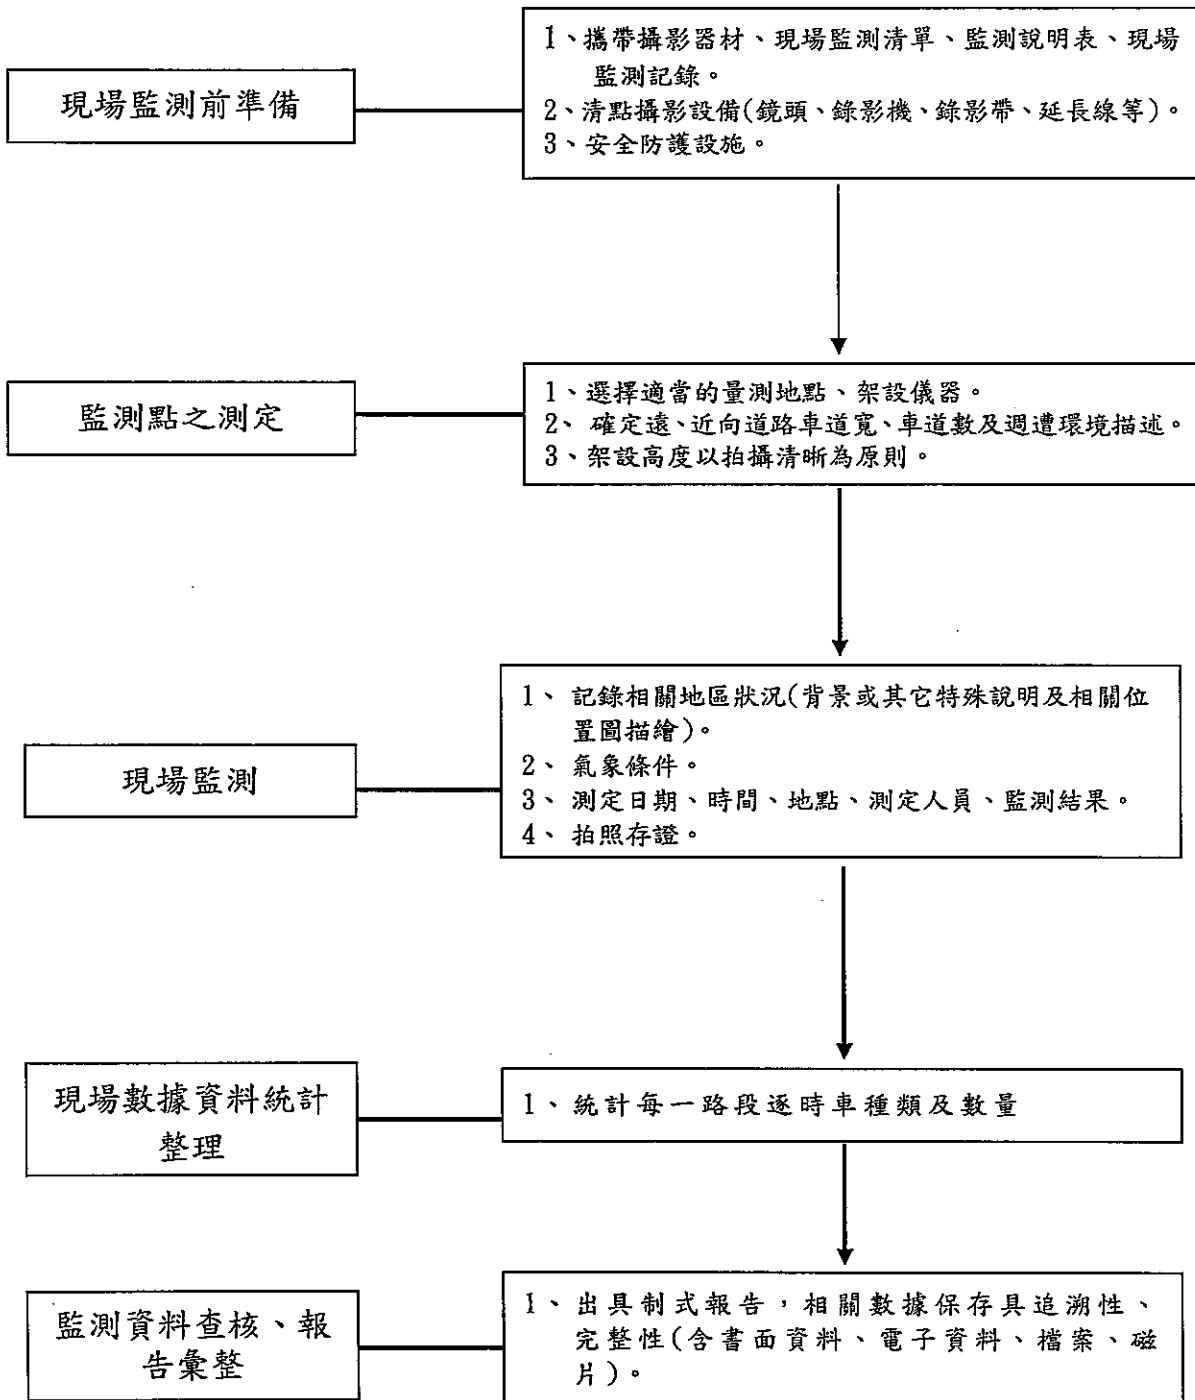 現場監測前準備
1、攜帶攝影器材、現場監測清單、監測說明表、現場
監測記錄。
2、清點攝影設備(鏡頭、錄影機、錄影帶、延長線等)。
3、安全防護設施。
監測點之測定
1、選擇適當的量測地點、架設儀器。
2、確定遠、近向道路車道寬、車道數及週遭環境描述。
3、架設高度以拍攝清晰為原則。
現場監測
1、記錄相關地區狀況(背景或其它特殊說明及相關位
置圖描繪)。
2、氣象條件。
3、測定日期、時間、地點、測定人員、監測結果。
4、拍照存證。
現場數據資料統計
整理
1、統計每一路段逐時車種類及數量
監測資料查核、報
告彙整
1、出具制式報告，相關數據保存具追溯性、
完整性(含書面資料、電子資料、檔案、磁
片)。